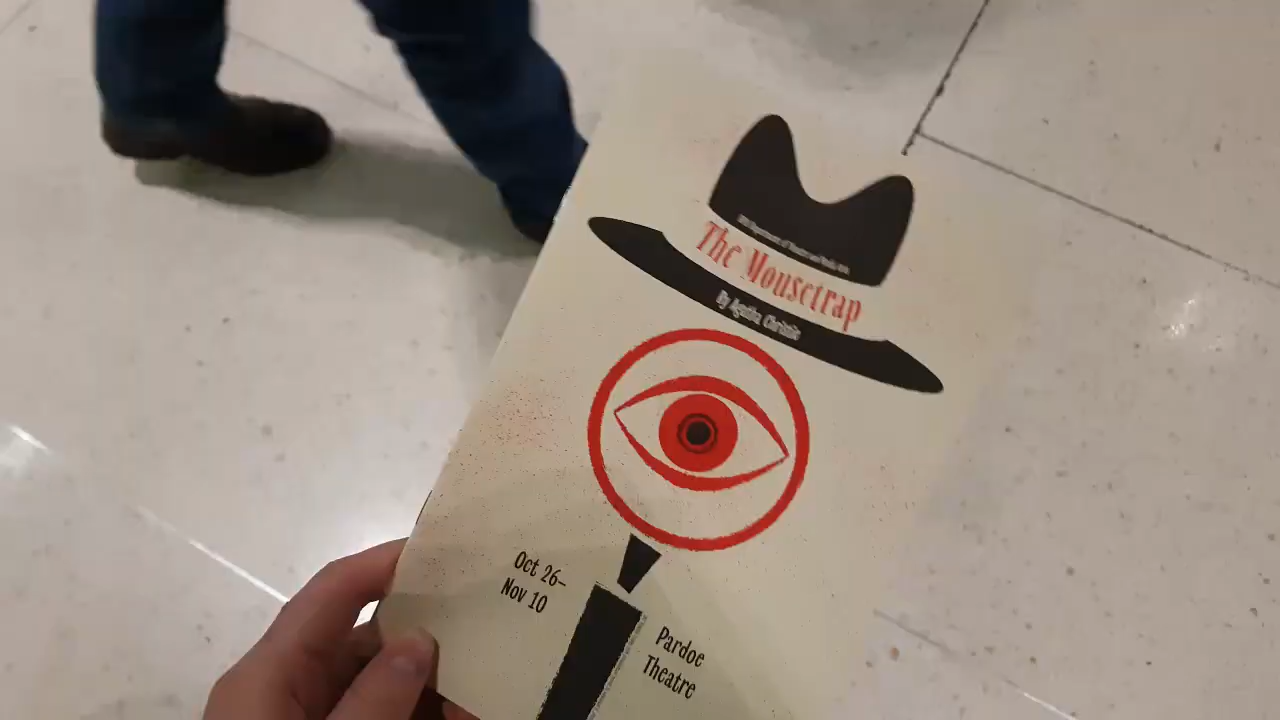 The Mousetrap
By Agatha Christie
Oct 26–
Nov 10
Pardoe
Theatre